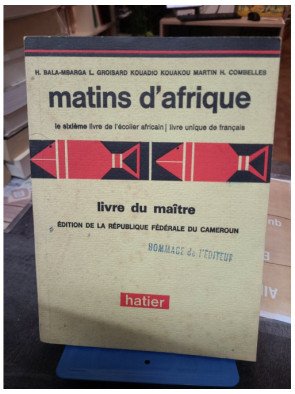 H. BALA-MBARGA L. GROISARD KOUADIO KOUAKOU MARTIN H. COMBELLES
matins d'afrique
le sixième livre de l'écolier africain | livre unique de français
livre du maître
ÉDITION DE LA RÉPUBLIQUE FÉDÉRALE DU CAMEROUN
HOMMAGE de l'EDITEUR
hatier